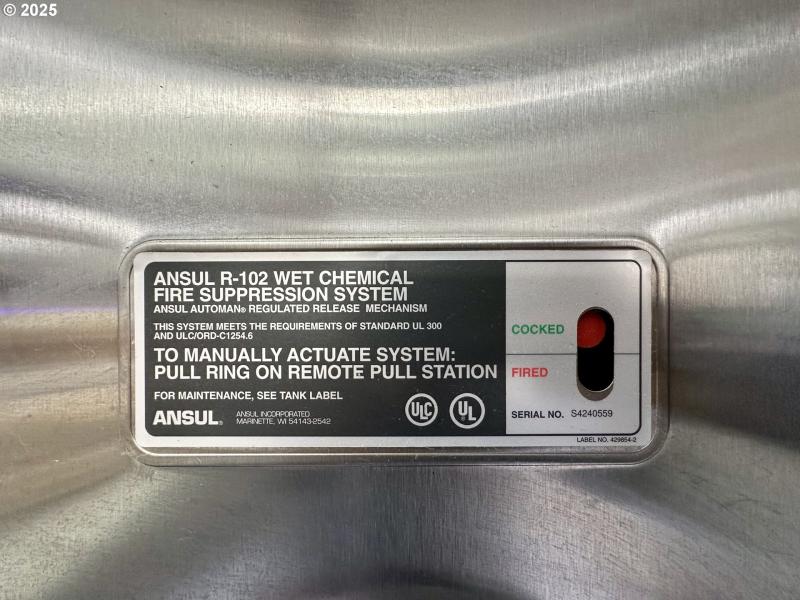 © 2025
ANSUL R-102 WET CHEMICAL
FIRE SUPPRESSION SYSTEM
ANSUL AUTOMAN® REGULATED RELEASE MECHANISM
THIS SYSTEM MEETS THE REQUIREMENTS OF STANDARD UL 300
AND ULC/ORD-C1254.6
TO MANUALLY ACTUATE SYSTEM:
PULL RING ON REMOTE PULL STATION
FOR MAINTENANCE, SEE TANK LABEL
ANSUL®
ANSUL INCORPORATED
MARINETTE, WI 54143-2542
ULC
UL
COCKED
FIRED
SERIAL NO. S4240559
LABEL NO. 429854-2